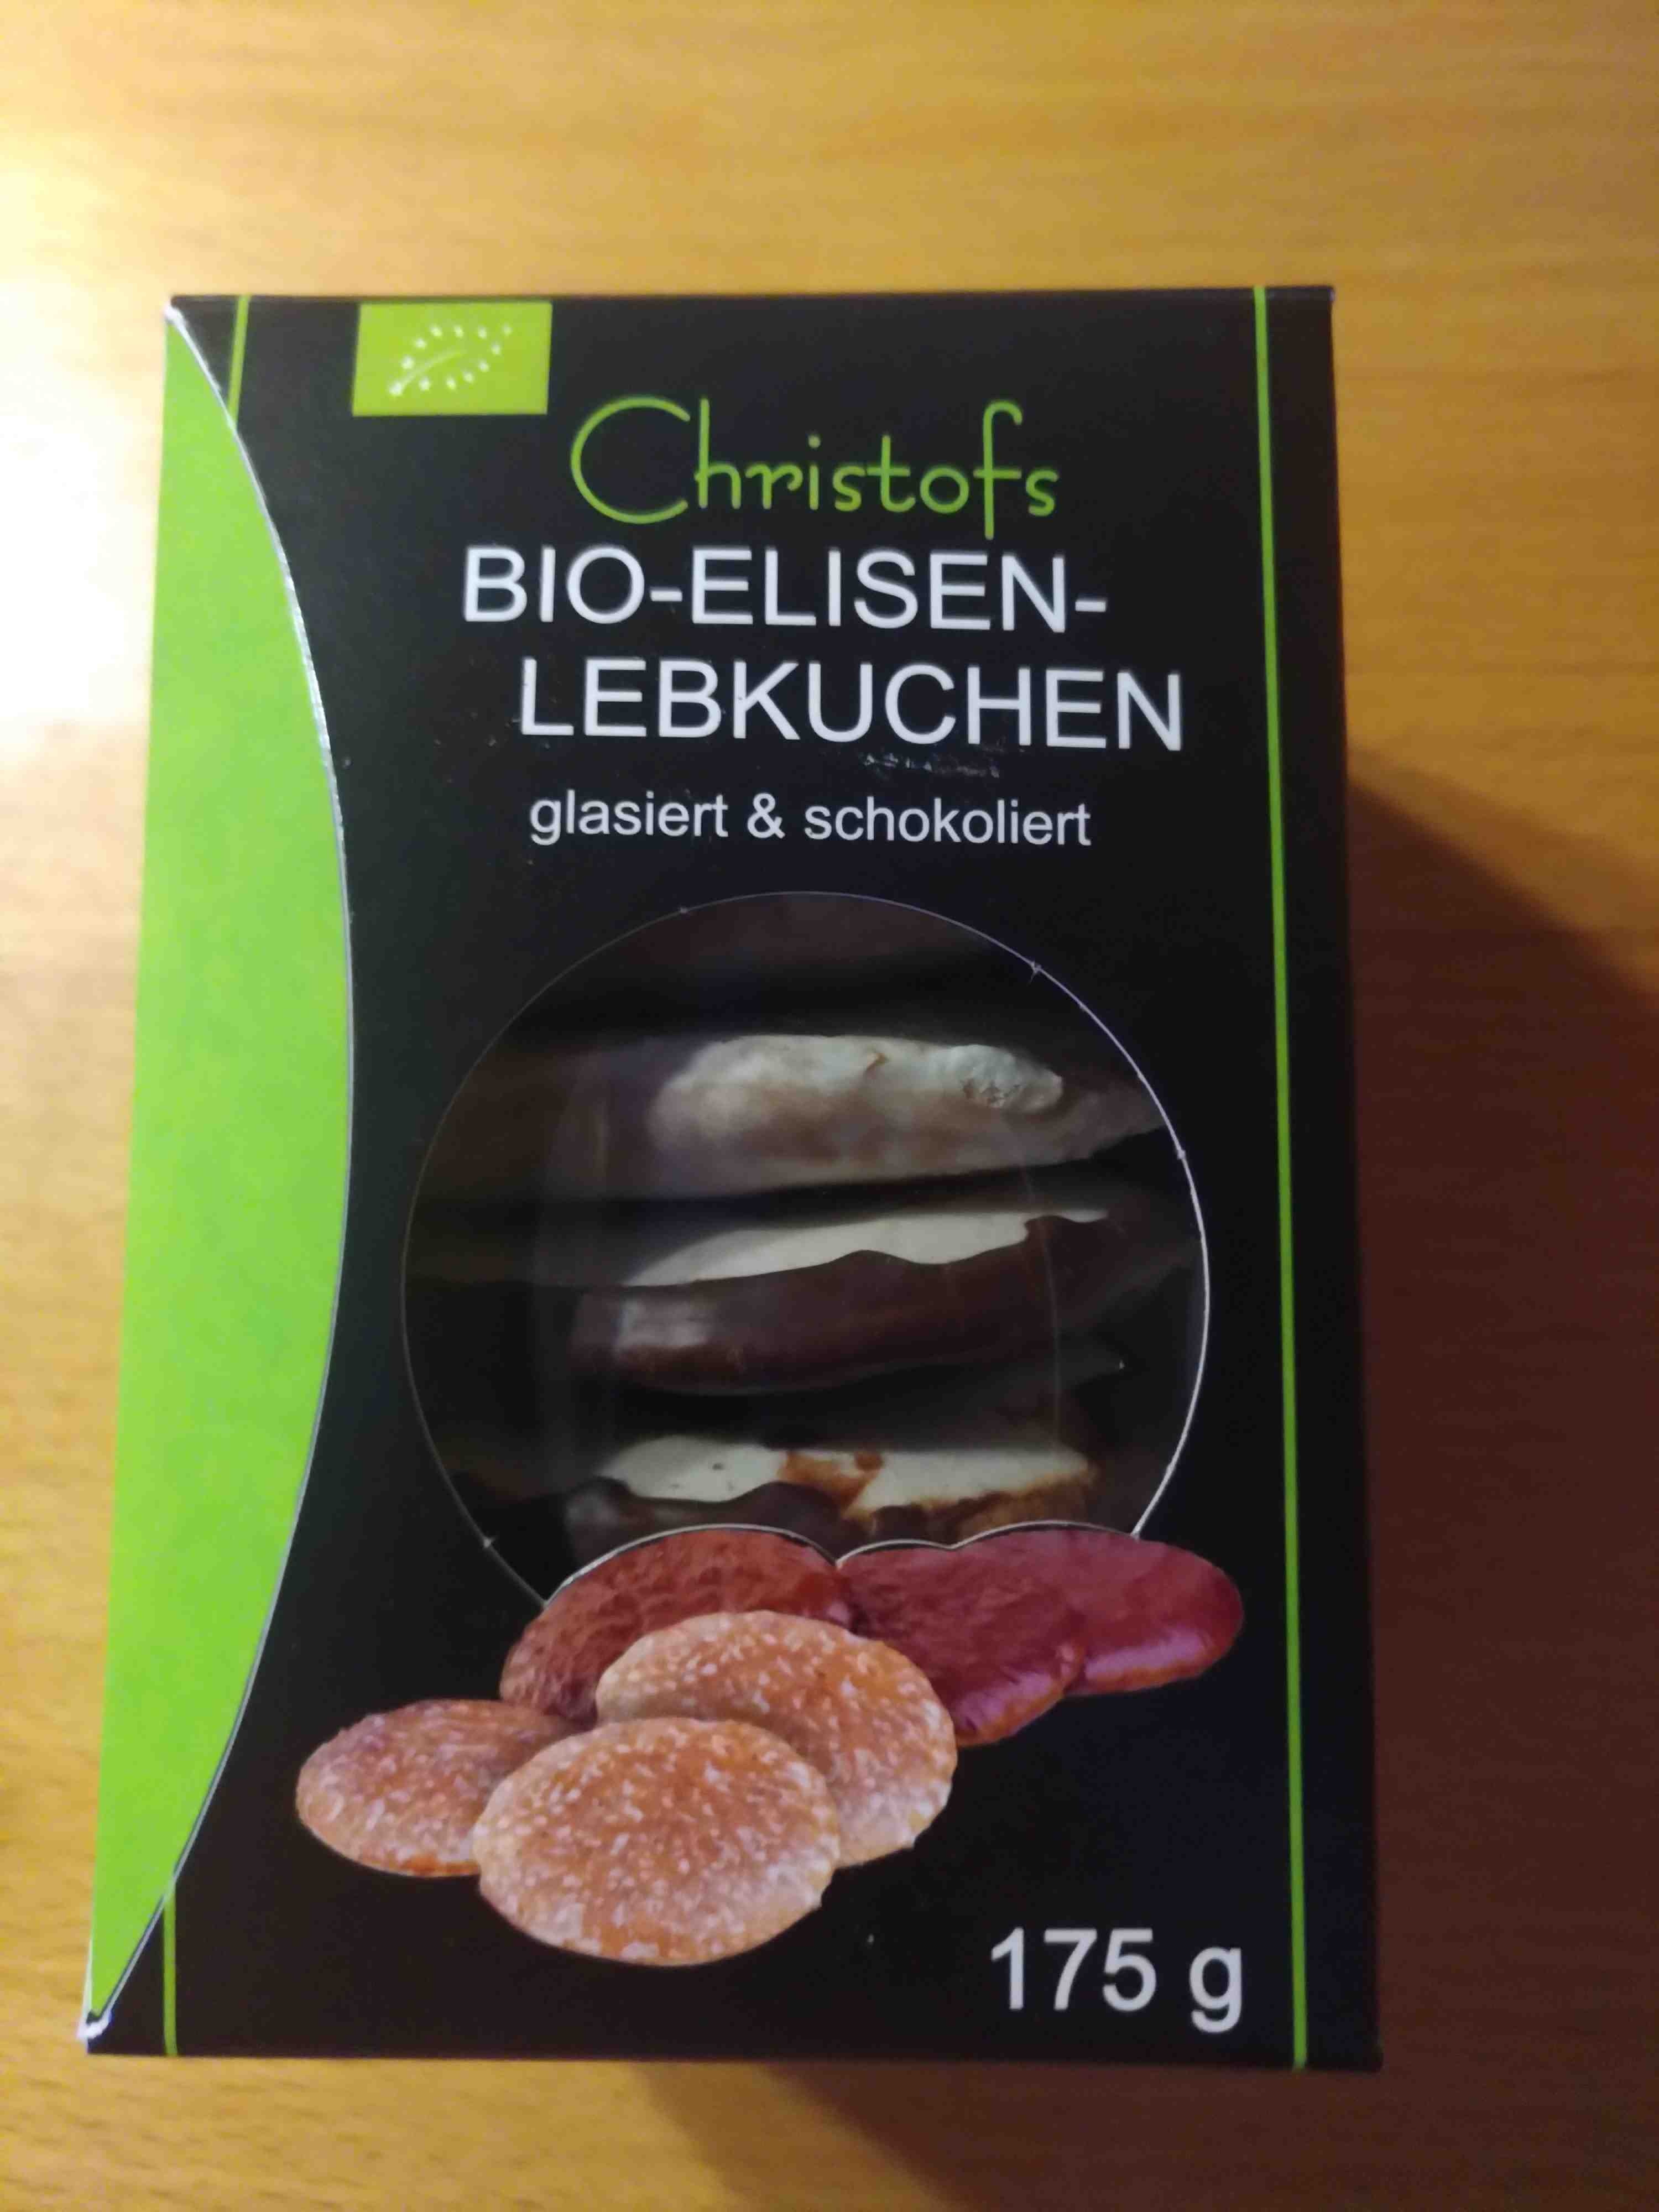 Christofs
BIO-ELISEN-
LEBKUCHEN
glasiert & schokoliert
175 g